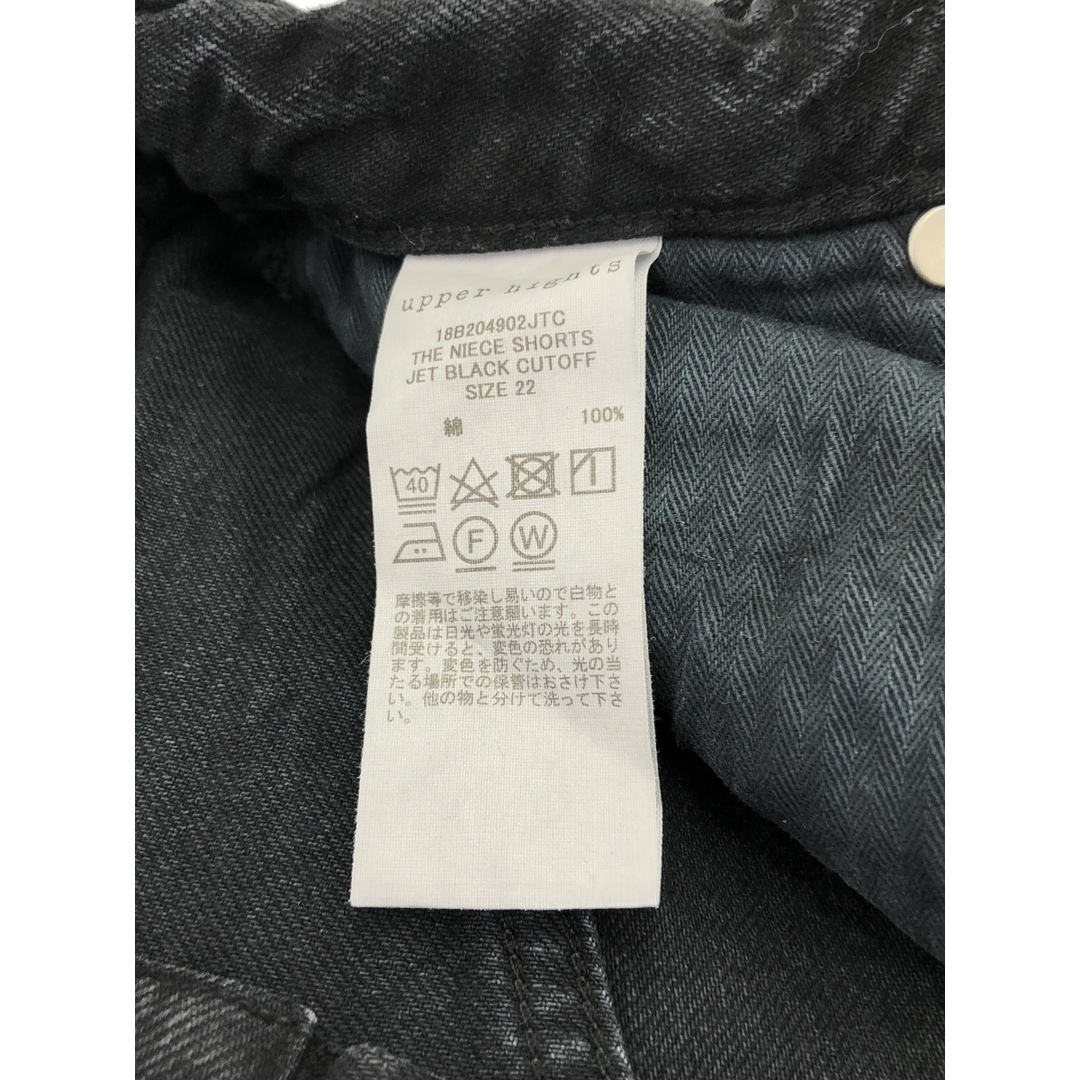 upper hights
18B204902JTC
THE NIECE SHORTS
JET BLACK CUTOFF
SIZE 22
綿 100%
40
F W
摩擦等で移染し易いので白物と
の着用はご注意願います。この
製品は日光や蛍光灯の光を長時
間受けると、変色の恐れがあり
ます。変色を防ぐため、光の当
たる場所での保管はおさけ下さ
い。他の物と分けて洗って下さ
い。